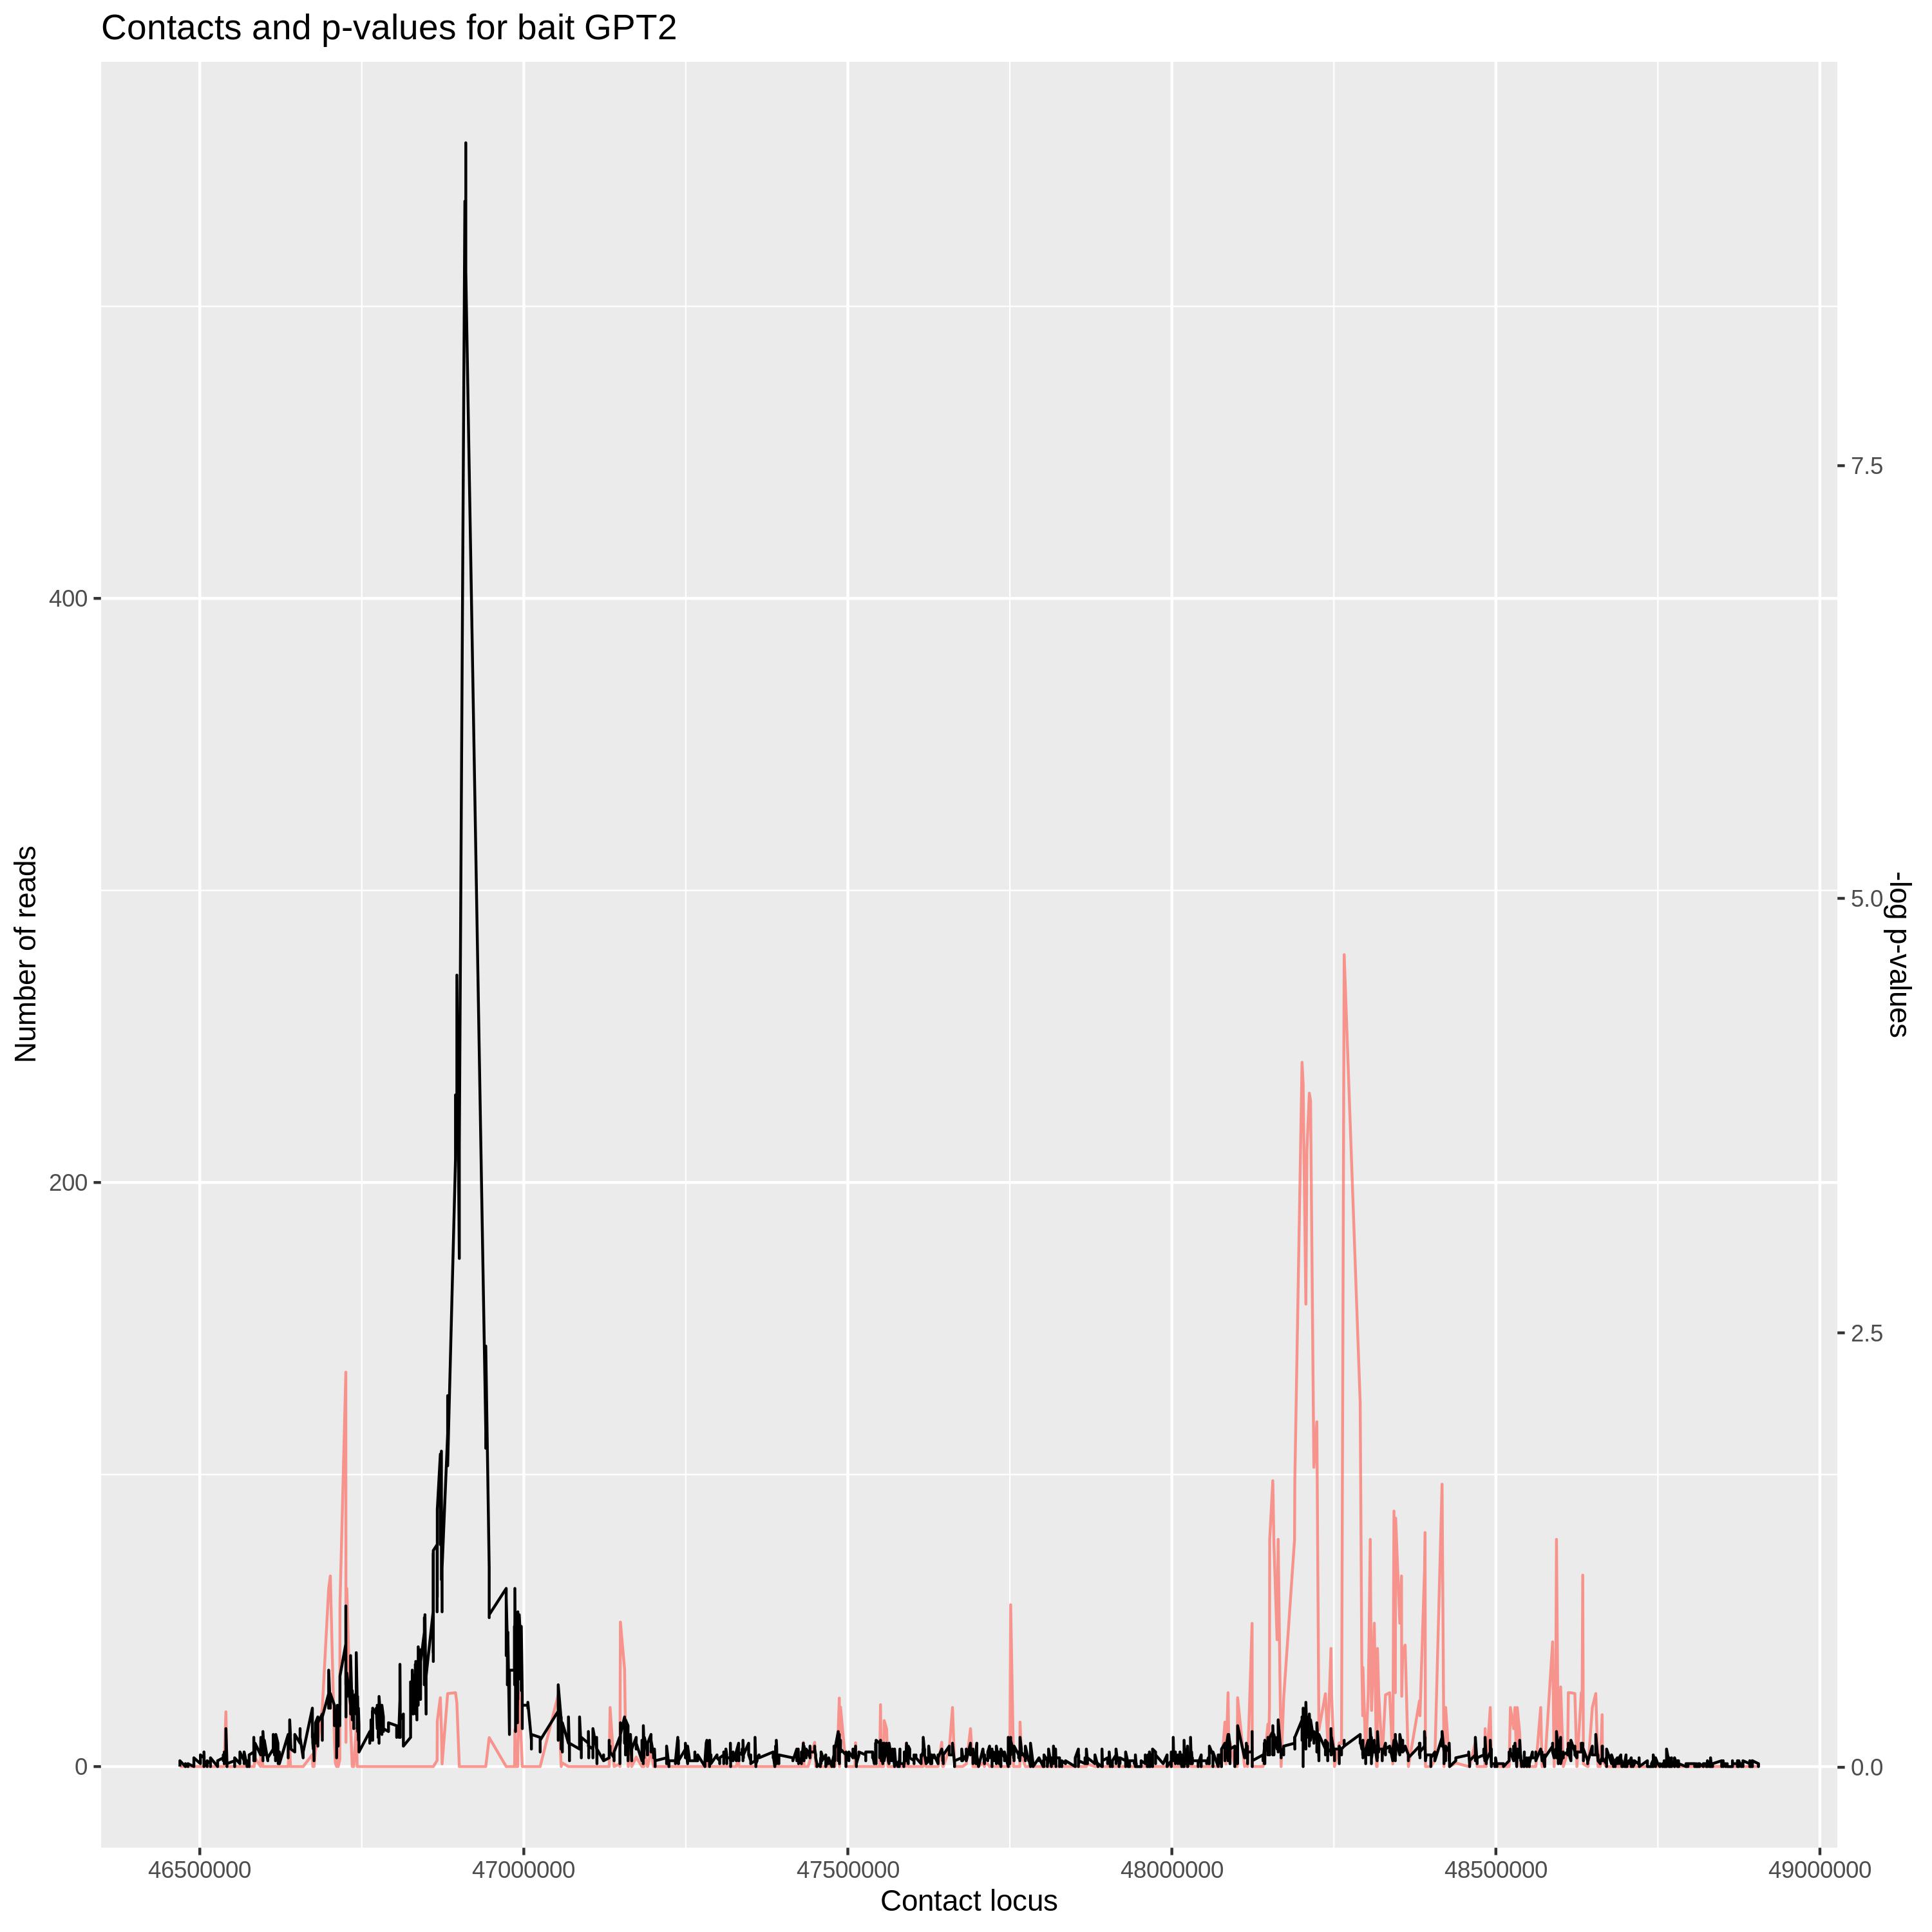 Contacts and p-values for bait GPT2
Number of reads
400
200
0
7.5
5.0
2.5
0.0
-log p-values
46500000 47000000 47500000 48000000 48500000 49000000
Contact locus